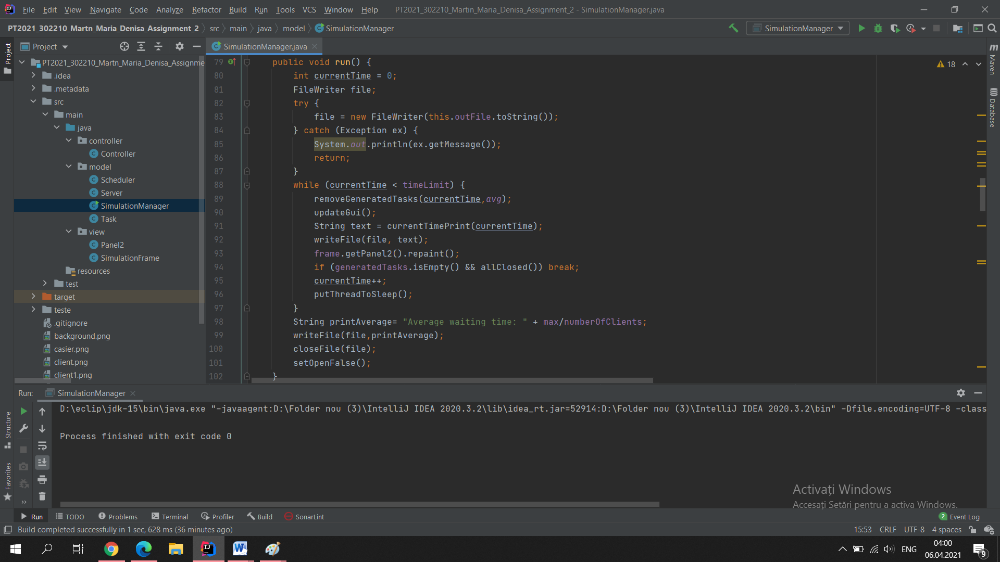 File Edit View Navigate Code Analyze Refactor Build Run Tools VCS Window Help PT2021_302210_Martin_Maria_Denisa_Assignment_2 - SimulationManager.java
PT2021_302210_Martn_Maria_Denisa_Assignment_2 src main java model SimulationManager SimulationManager
Project
Project
SimulationManager.java
PT2021_302210_Martn_Maria_Denisa_Assignme
.idea
.metadata
src
main
java
controller
Controller
model
Scheduler
Server
SimulationManager
Task
view
Panel2
SimulationFrame
resources
test
target
teste
.gitignore
background.png
casier.png
client.png
client1.png
79 public void run() {
80 int currentTime = 0;
81 FileWriter file;
82 try {
83 file = new FileWriter(this.outFile.toString());
84 } catch (Exception ex) {
85 System.out.println(ex.getMessage());
86 return;
87 }
88 while (currentTime < timeLimit) {
89 removeGeneratedTasks(currentTime,avg);
90 updateGui();
91 String text = currentTimePrint(currentTime);
92 writeFile(file, text);
93 frame.getPanel2().repaint();
94 if (generatedTasks.isEmpty() && allClosed()) break;
95 currentTime++;
96 putThreadToSleep();
97 }
98 String printAverage= "Average waiting time: " + max/numberOfClients;
99 writeFile(file,printAverage);
100 closeFile(file);
101 setOpenFalse();
102 }
18
Maven
Database
Run: SimulationManager
D:\eclip\jdk-15\bin\java.exe "-javaagent:D:\Folder nou (3)\IntelliJ IDEA 2020.3.2\lib\idea_rt.jar=52914:D:\Folder nou (3)\IntelliJ IDEA 2020.3.2\bin" -Dfile.encoding=UTF-8 -class
Process finished with exit code 0
Structure
Favorites
Activați Windows
Accesați Setări pentru a activa Windows.
Run TODO Problems Terminal Profiler Build SonarLint 2 Event Log
Build completed successfully in 1 sec, 628 ms (36 minutes ago) 15:53 CRLF UTF-8 4 spaces
ENG 04:00
06.04.2021
9